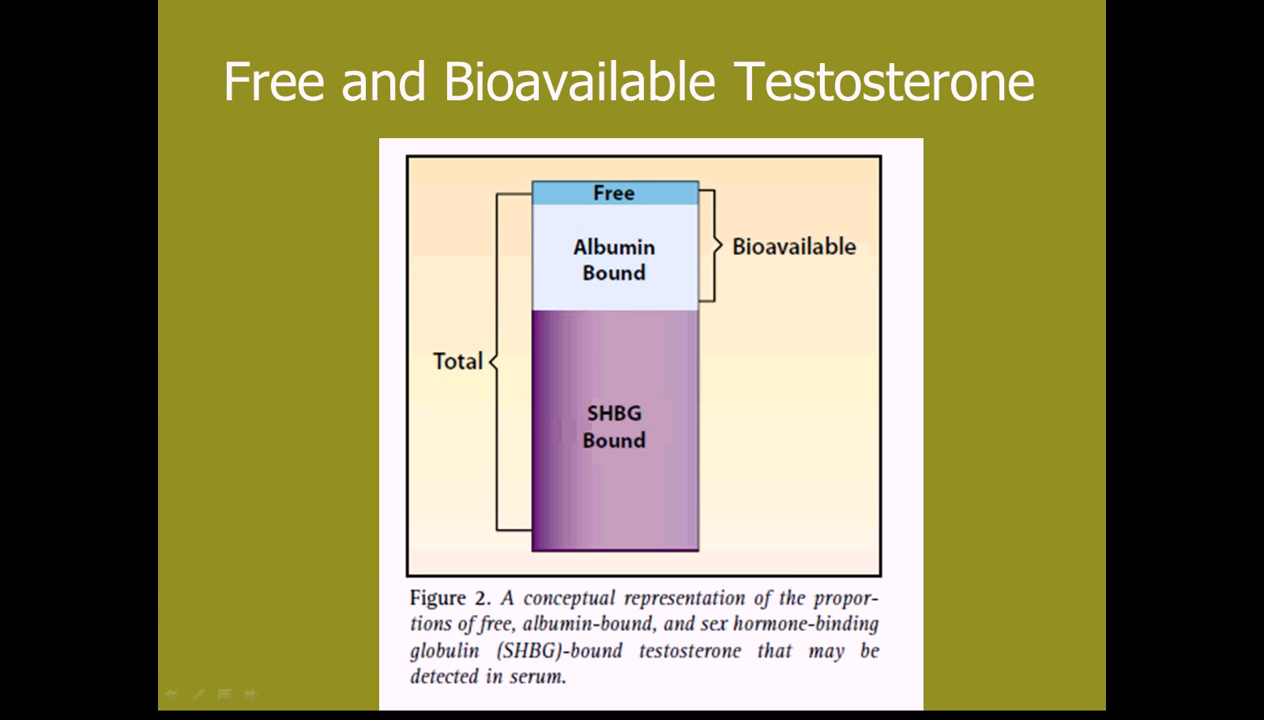 Free and Bioavailable Testosterone
Free
Albumin
Bound
Bioavailable
Total
SHBG
Bound
Figure 2. A conceptual representation of the propor-
tions of free, albumin-bound, and sex hormone-binding
globulin (SHBG)-bound testosterone that may be
detected in serum.